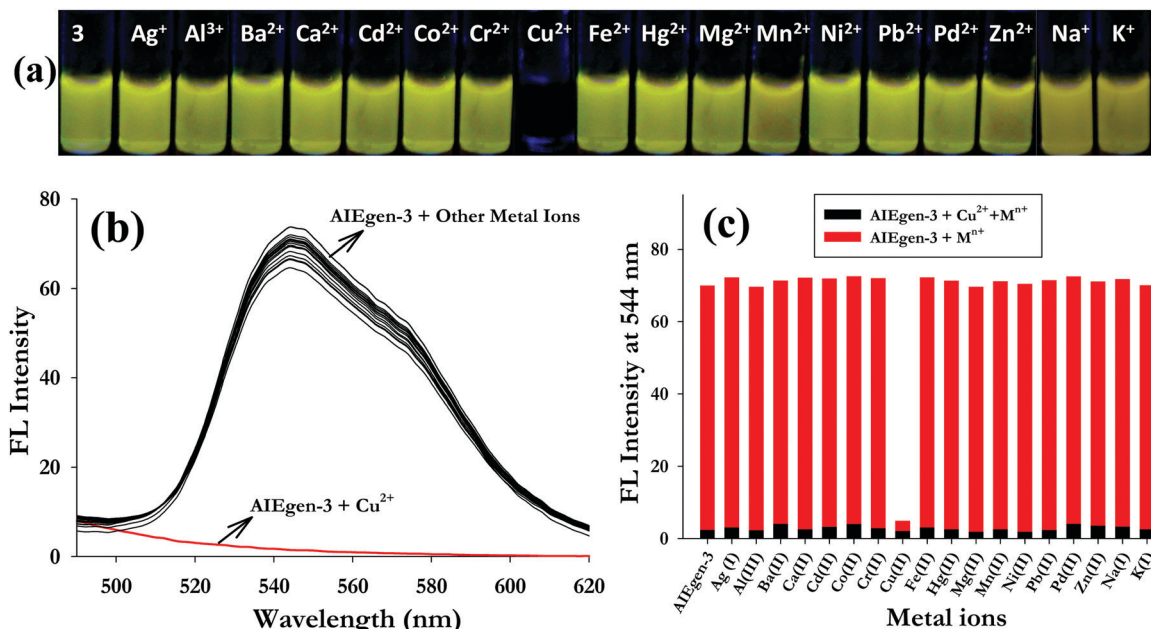 3 Ag⁺ Al³⁺ Ba²⁺ Ca²⁺ Cd²⁺ Co²⁺ Cr²⁺ Cu²⁺ Fe²⁺ Hg²⁺ Mg²⁺ Mn²⁺ Ni²⁺ Pb²⁺ Pd²⁺ Zn²⁺ Na⁺ K⁺
(a)
(b)
AIEgen-3 + Other Metal Ions
AIEgen-3 + Cu²⁺
FL Intensity
80
60
40
20
0
500 520 540 560 580 600 620
Wavelength (nm)
(c)
AIEgen-3 + Cu²⁺+Mⁿ⁺
AIEgen-3 + Mⁿ⁺
FL Intensity at 544 nm
80
60
40
20
0
AIEgen-3
Ag (I)
Al(III)
Ba(II)
Ca(II)
Cd(II)
Co(II)
Cr(II)
Cu(II)
Fe(II)
Hg(II)
Mg(II)
Mn(II)
Ni(II)
Pb(II)
Pd(II)
Zn(II)
Na(I)
K(I)
Metal ions